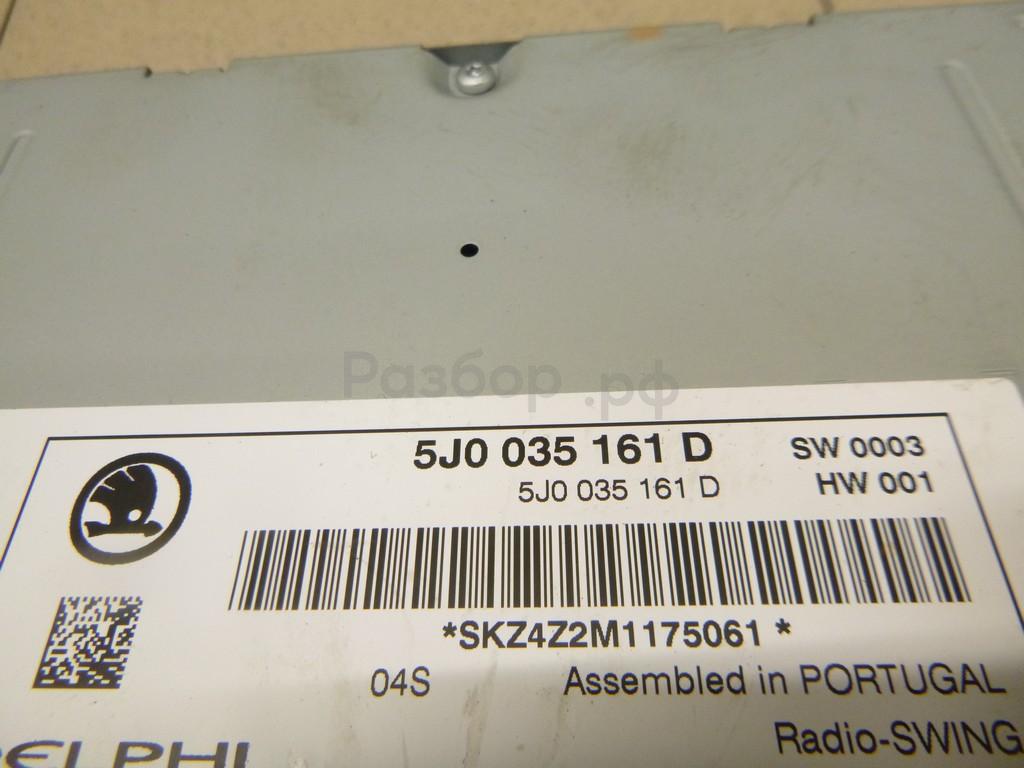 Разбор.рф
5J0 035 161 D SW 0003
5J0 035 161 D HW 001
*SKZ4Z2M1175061*
04S Assembled in PORTUGAL
Radio-SWING
DELPHI